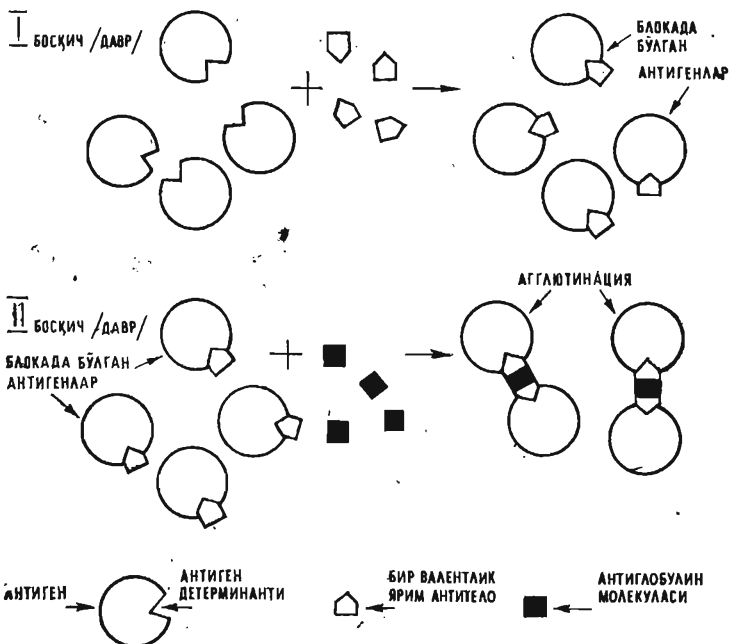 I БОСҚИЧ /ДАВР/
БЛОКАДА
БЎЛГАН
АНТИГЕНЛАР
II БОСҚИЧ /ДАВР/
БЛОКАДА БЎЛГАН
АНТИГЕНЛАР
АГГЛЮТИНАЦИЯ
АНТИГЕН
АНТИГЕН
ДЕТЕРМИНАНТИ
БИР ВАЛЕНТЛИК
ЯРИМ АНТИТЕЛО
АНТИГЛОБУЛИН
МОЛЕКУЛАСИ